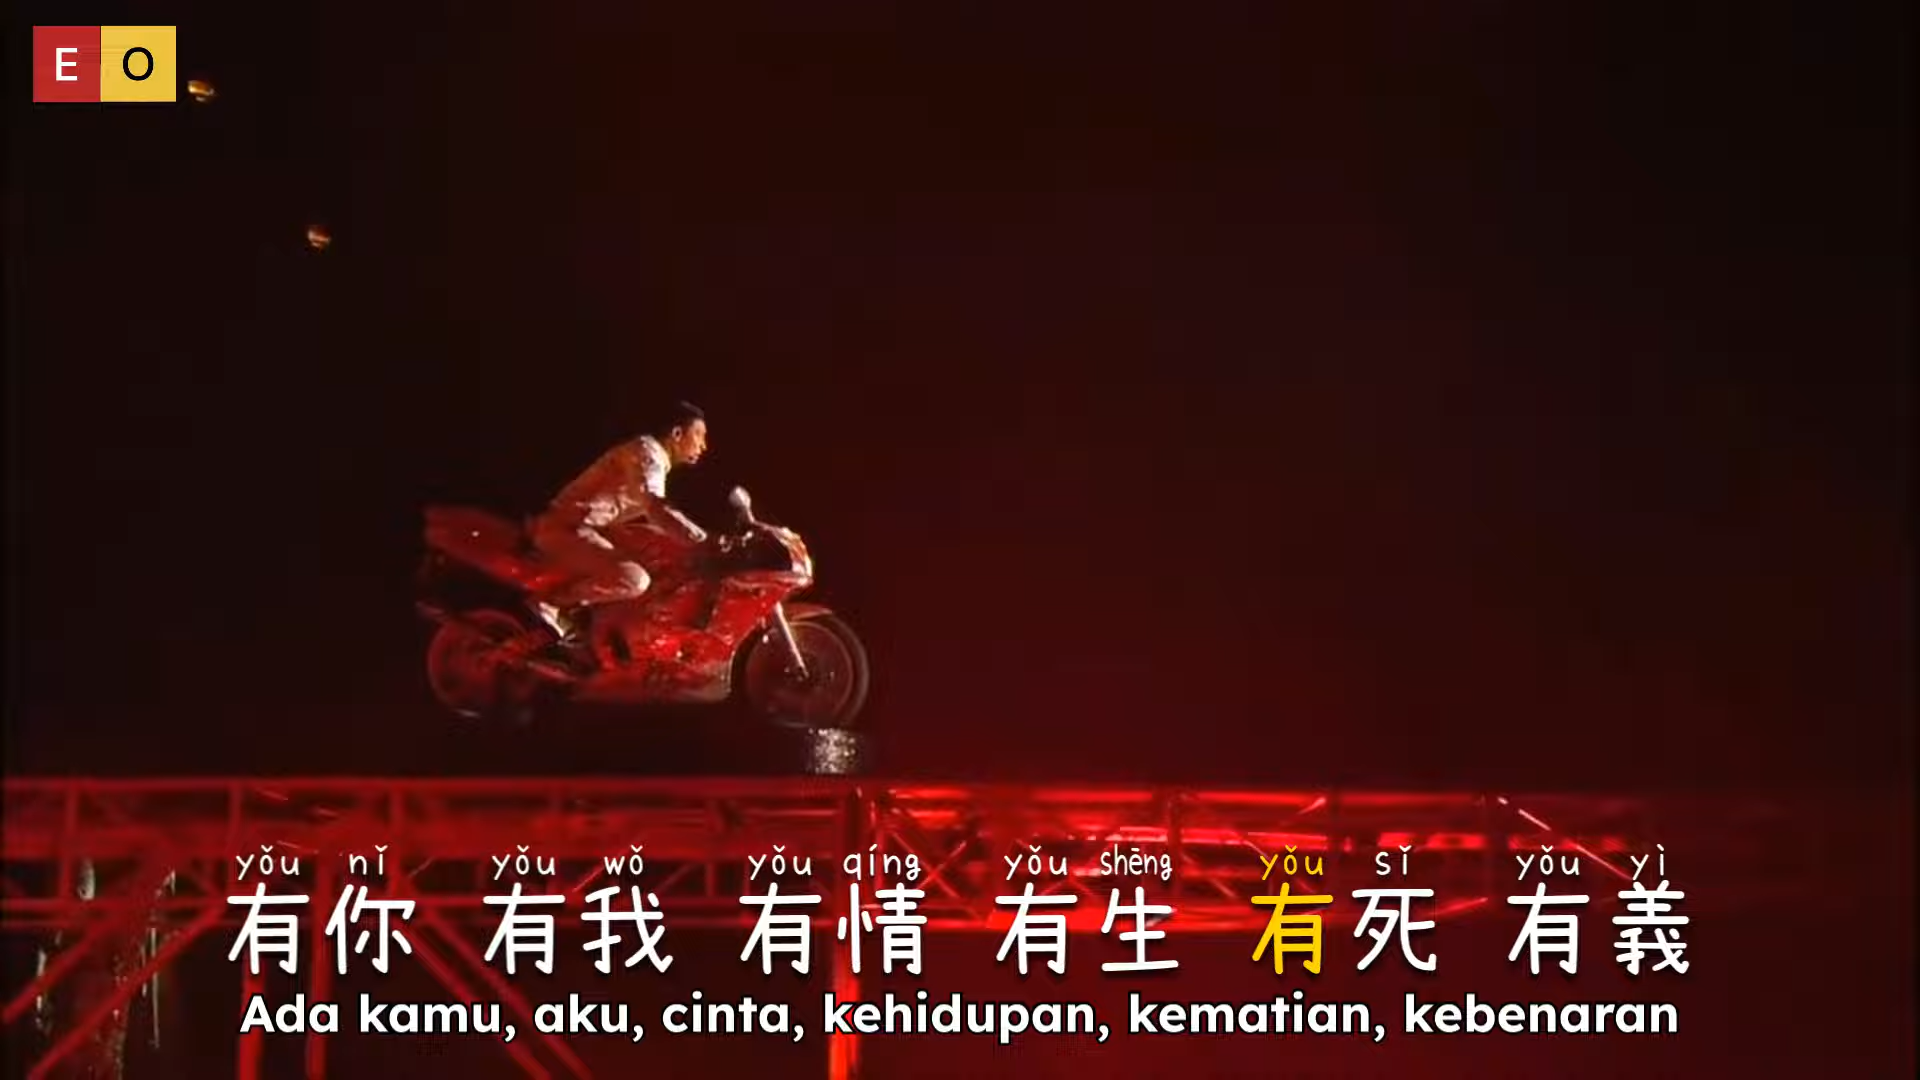 E O
yǒu nǐ yǒu wǒ yǒu qíng yǒu shēng yǒu sǐ yǒu yì
有你 有我 有情 有生 有死 有義
Ada kamu, aku, cinta, kehidupan, kematian, kebenaran